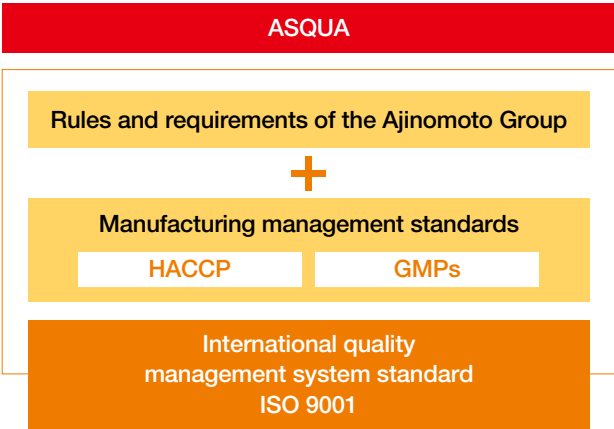 ASQUA
Rules and requirements of the Ajinomoto Group
+
Manufacturing management standards
HACCP
GMPs
International quality
management system standard
ISO 9001